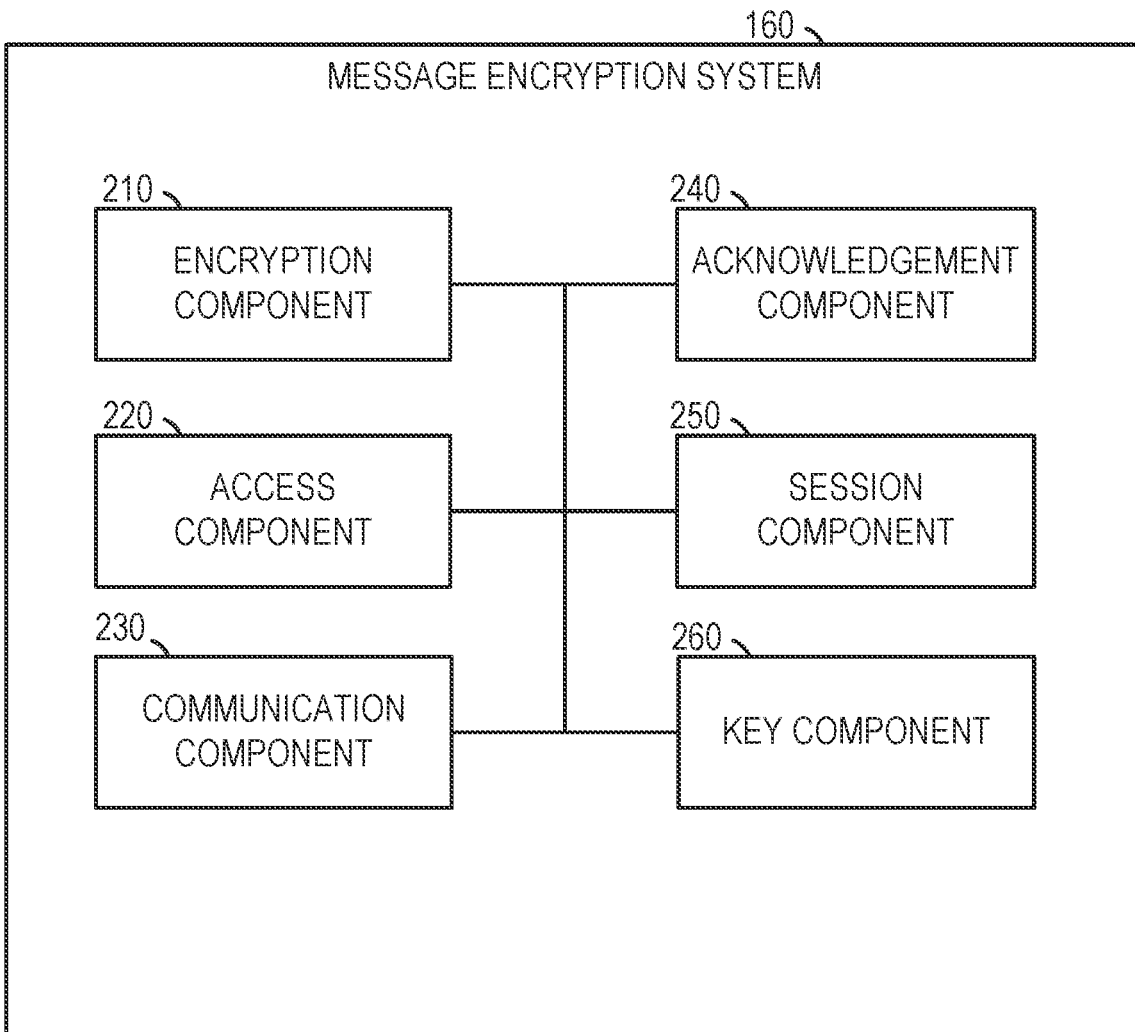 160
MESSAGE ENCRYPTION SYSTEM
210
ENCRYPTION
COMPONENT
240
ACKNOWLEDGEMENT
COMPONENT
220
ACCESS
COMPONENT
250
SESSION
COMPONENT
230
COMMUNICATION
COMPONENT
260
KEY COMPONENT